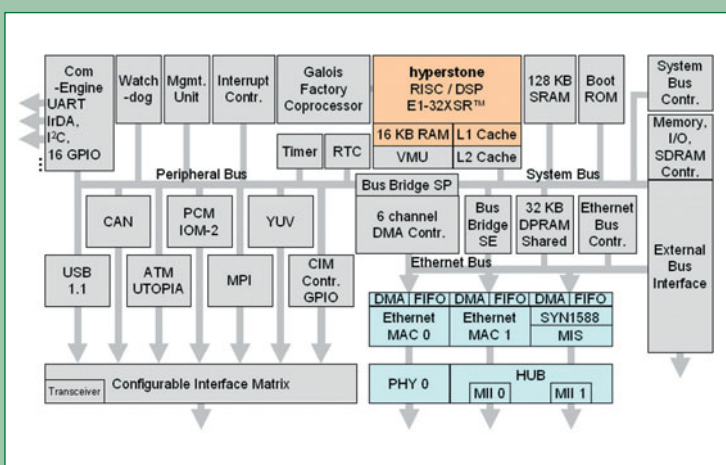 Com
-Engine
UART
IrDA,
I²C,
16 GPIO
...
Watch
-dog
Mgmt.
Unit
Interrupt
Contr.
Galois
Factory
Coprocessor
hyperstone
RISC / DSP
E1-32XSR™
16 KB RAM
L1 Cache
VMU
L2 Cache
128 KB
SRAM
Boot
ROM
System
Bus
Contr.
Memory,
I/O,
SDRAM
Contr.
Timer
RTC
Peripheral Bus
System Bus
Bus Bridge SP
6 channel
DMA Contr.
Bus
Bridge
SE
32 KB
DPRAM
Shared
Ethernet
Bus
Contr.
External
Bus
Interface
CAN
PCM
IOM-2
YUV
USB
1.1
ATM
UTOPIA
MPI
CIM
Contr.
GPIO
Ethernet Bus
DMA
FIFO
DMA
FIFO
DMA
FIFO
Ethernet
MAC 0
Ethernet
MAC 1
SYN1588
MIS
Transceiver
Configurable Interface Matrix
PHY 0
HUB
MII 0
MII 1